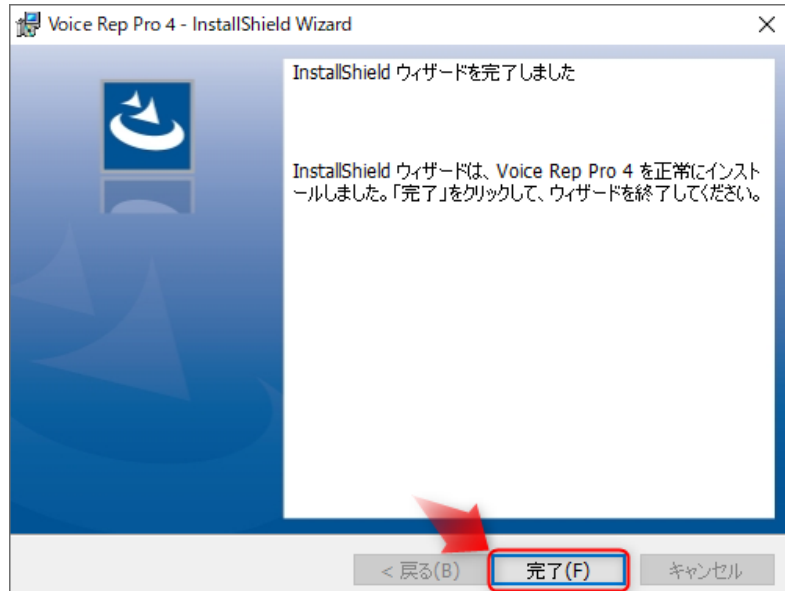 Voice Rep Pro 4 - InstallShield Wizard
InstallShield ウィザードを完了しました
InstallShield ウィザードは、Voice Rep Pro 4 を正常にインスト
ールしました。「完了」をクリックして、ウィザードを終了してください。
< 戻る(B)
完了(F)
キャンセル